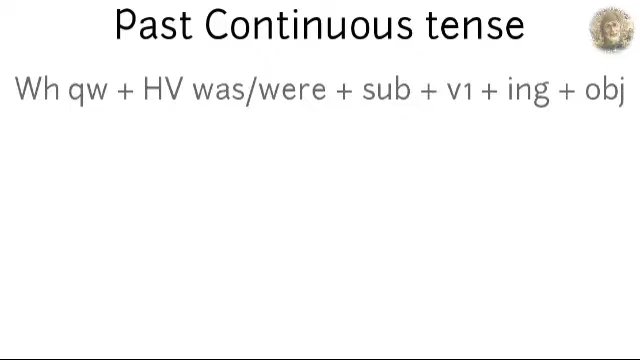 Past Continuous tense
Wh qw + HV was/were + sub + v1 + ing + obj